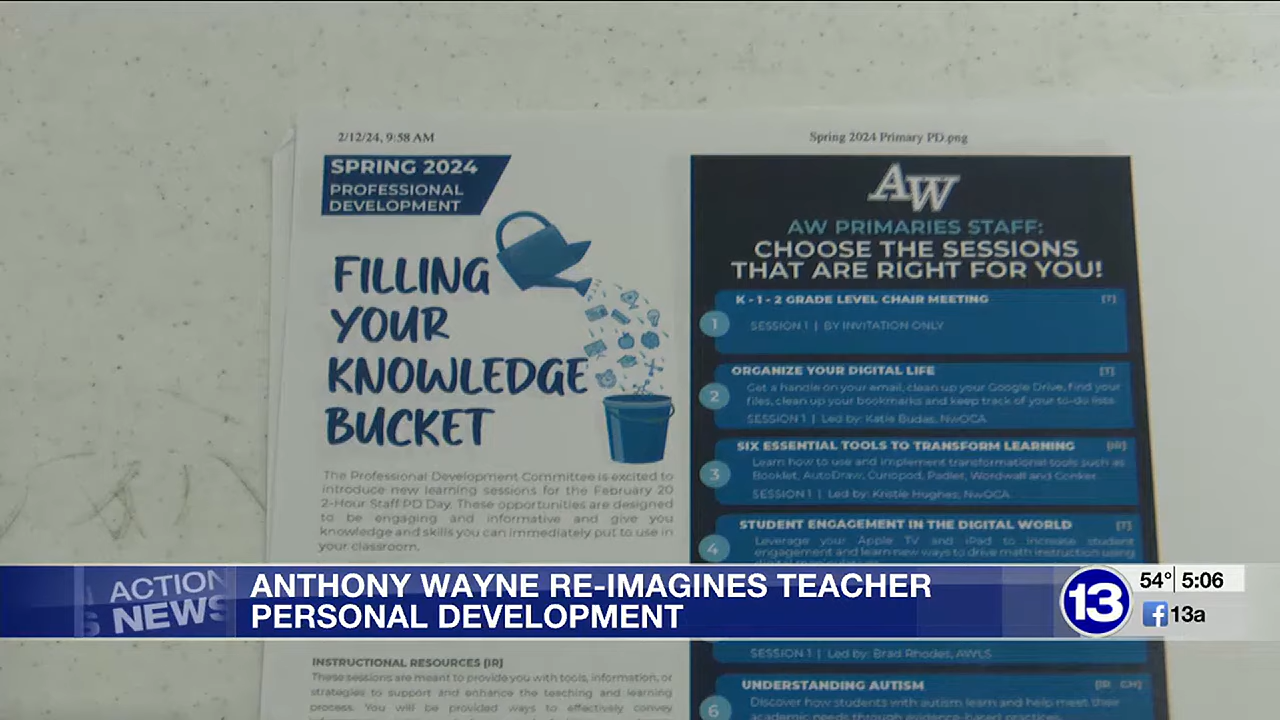 2/12/24, 9:58 AM
Spring 2024 Primary PD.png
SPRING 2024
PROFESSIONAL
DEVELOPMENT
FILLING
YOUR
KNOWLEDGE
BUCKET
The Professional Development Committee is excited to
introduce new learning sessions for the February 20
2-Hour Staff PD Day. These opportunities are designed
to be engaging and informative and give you
knowledge and skills you can immediately put to use in
your classroom.
INSTRUCTIONAL RESOURCES (IR)
These sessions are meant to provide you with tools, information, or
strategies to support and enhance the teaching and learning
process. You will be provided ways to effectively convey
AW
AW PRIMARIES STAFF:
CHOOSE THE SESSIONS
THAT ARE RIGHT FOR YOU!
K - 1 - 2 GRADE LEVEL CHAIR MEETING [T]
1
SESSION 1 | BY INVITATION ONLY
ORGANIZE YOUR DIGITAL LIFE [T]
2
Get a handle on your email, clean up your Google Drive, find your
files, clean up your bookmarks and keep track of your to-do lists.
SESSION 1 | Led by: Katie Budas, NwOCA
SIX ESSENTIAL TOOLS TO TRANSFORM LEARNING [IR]
3
Learn how to use and implement transformational tools such as
Booklet, AutoDraw, Curipod, Padlet, Wordwall and
SESSION 1 | Led by: Kristie Hughes, NwOCA
STUDENT ENGAGEMENT IN THE DIGITAL WORLD [T]
4
Leverage your Apple TV and iPad to increase student
engagement and learn new ways to drive math instruction using
SESSION 1 | Led by: Brad Rhodes, AWLS
UNDERSTANDING AUTISM [IR CM]
6
Discover how students with autism learn and help meet their
academic needs through evidence-based practices.
ACTION
NEWS
ANTHONY WAYNE RE-IMAGINES TEACHER
PERSONAL DEVELOPMENT
13
54° 5:06
f 13a